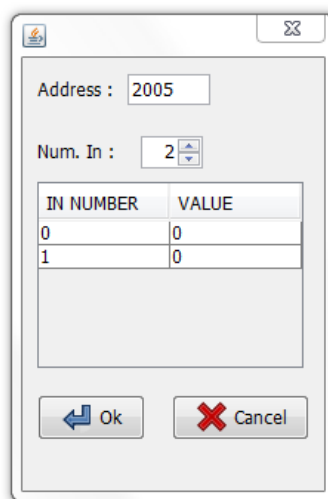 Address : 2005
Num. In : 2
IN NUMBER VALUE
0 0
1 0
Ok Cancel